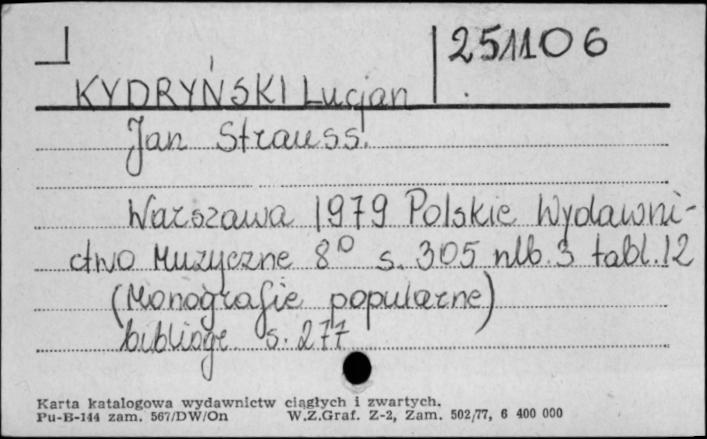 251106
KYDRYŃSKI Lucjan
Jan Strauss.
Warszawa 1979 Polskie Wydawni-
ctwo Muzyczne 8° s. 305 nlb. 3 tabl. 12
(Monografie popularne)
bibliogr s. 277
Karta katalogowa wydawnictw ciągłych i zwartych.
Pu-B-144 zam. 567/DW/On W.Z.Graf. Z-2, Zam. 502/77, 6 400 000